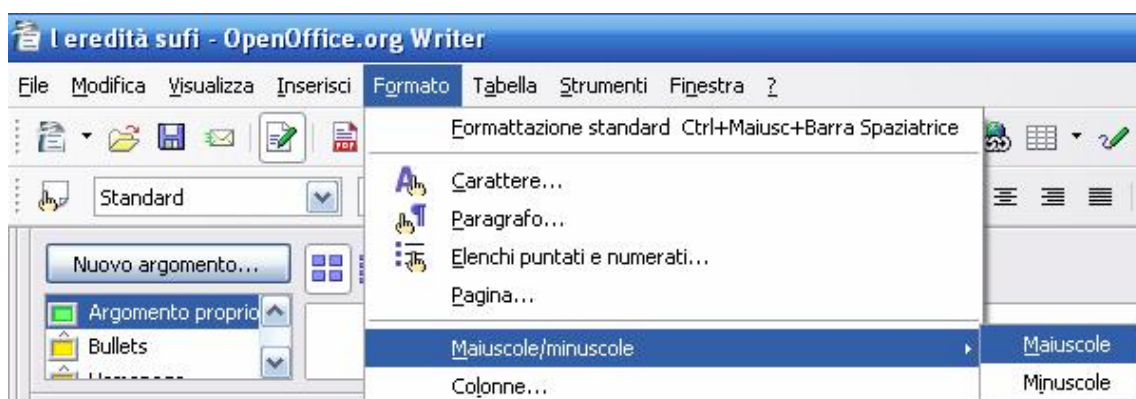 l eredità sufi - OpenOffice.org Writer
File Modifica Visualizza Inserisci Formato Tabella Strumenti Finestra ?
Formattazione standard Ctrl+Maiusc+Barra Spaziatrice
PDF
Standard
Carattere...
Paragrafo...
Nuovo argomento...
Elenchi puntati e numerati...
Argomento proprio
Pagina...
Bullets
Maiuscole/minuscole
Maiuscole
Colonne...
Minuscole